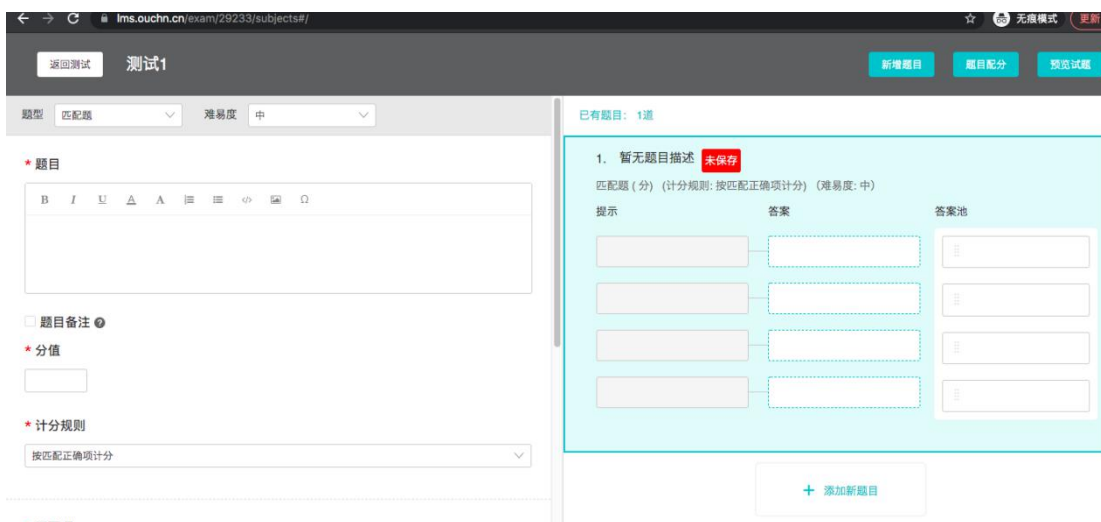 lms.ouchn.cn/exam/29233/subjects#/
无痕模式
更新
返回测试
测试1
新增题目
题目配分
预览试题
题型 匹配题 难易度 中
已有题目: 1道
* 题目
B I U A A
Ω
1. 暂无题目描述 未保存
匹配题 ( 分) (计分规则: 按匹配正确项计分) (难易度: 中)
提示 答案 答案池
题目备注
* 分值
* 计分规则
按匹配正确项计分
+ 添加新题目